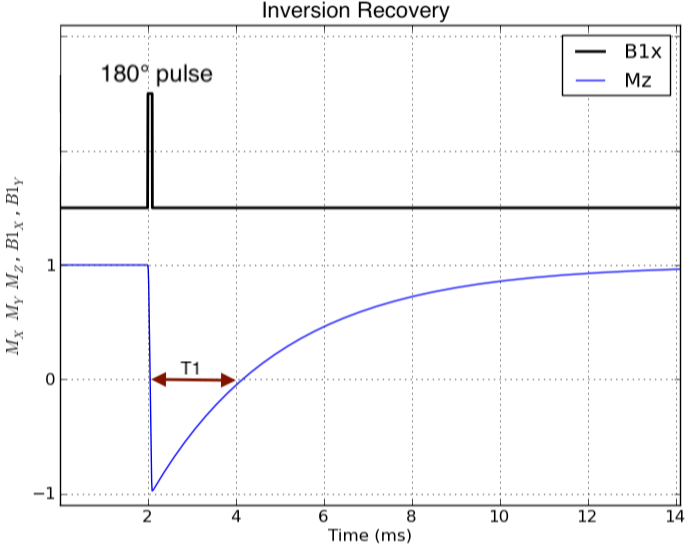 Inversion Recovery
180° pulse
B1x
Mz
M_X M_Y M_Z, B1_X, B1_Y
1
0
−1
T1
2 4 6 8 10 12 14
Time (ms)